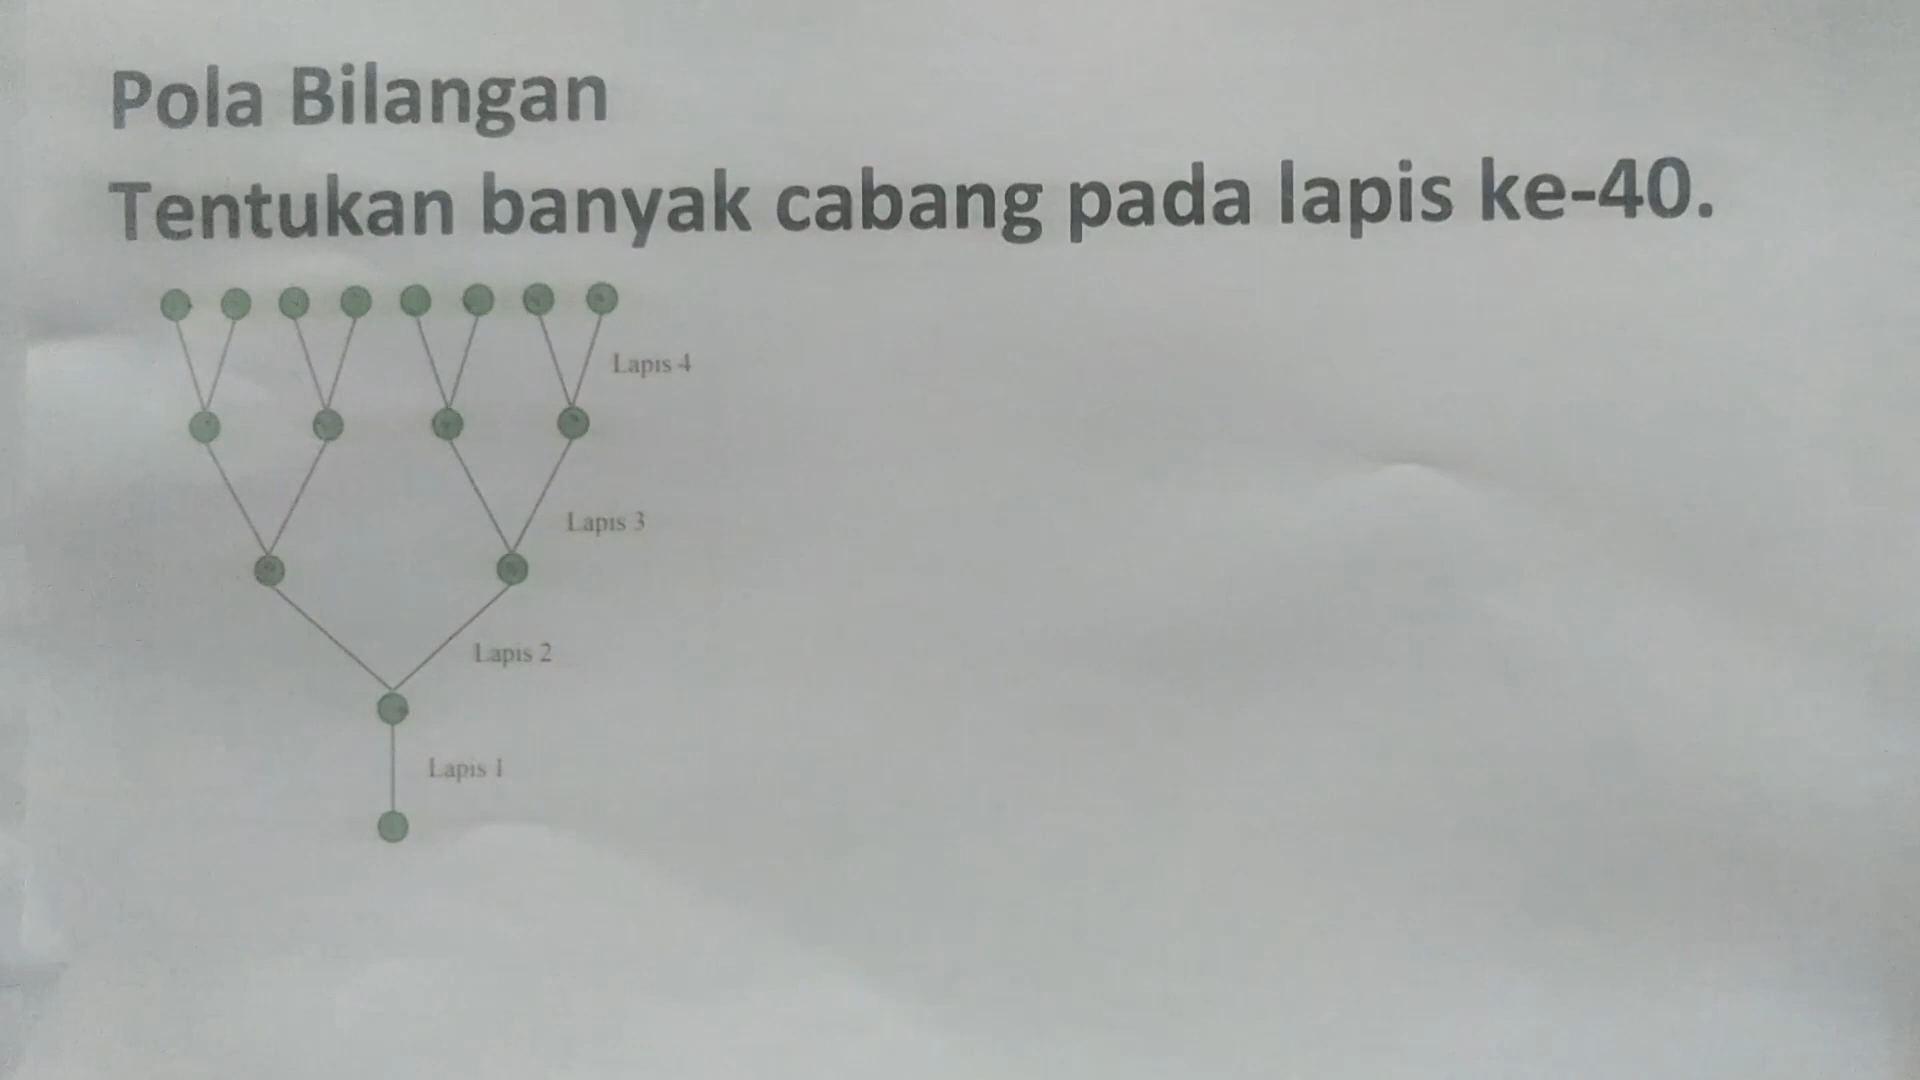 Pola Bilangan
Tentukan banyak cabang pada lapis ke-40.
Lapis 4
Lapis 3
Lapis 2
Lapis 1